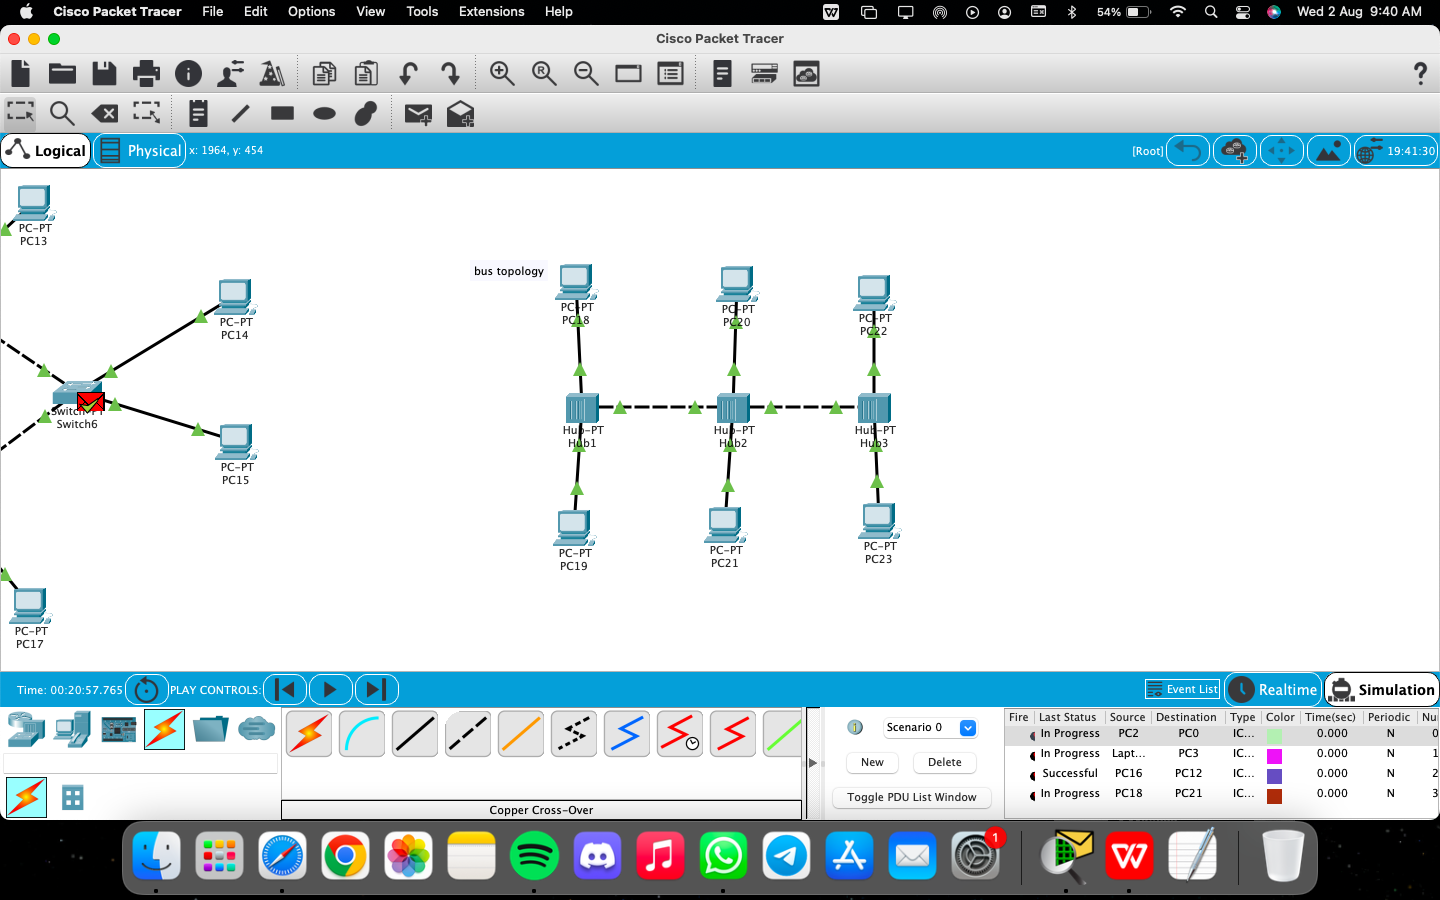 Cisco Packet Tracer File Edit Options View Tools Extensions Help 54% Wed 2 Aug 9:40 AM
Cisco Packet Tracer
Logical Physical x: 1964, y: 454 [Root] 19:41:30
PC-PT
PC13
PC-PT
PC14
Switch-PT
Switch6
PC-PT
PC15
PC-PT
PC17
bus topology
PC-PT
PC18
PC-PT
PC20
PC-PT
PC22
Hub-PT
Hub1
Hub-PT
Hub2
Hub-PT
Hub3
PC-PT
PC19
PC-PT
PC21
PC-PT
PC23
Time: 00:20:57.765 PLAY CONTROLS: Event List Realtime Simulation
Copper Cross-Over
Scenario 0
New Delete
Toggle PDU List Window
Fire Last Status Source Destination Type Color Time(sec) Periodic Nu
In Progress PC2 PC0 IC... 0.000 N 0
In Progress Lapt... PC3 IC... 0.000 N 1
Successful PC16 PC12 IC... 0.000 N 2
In Progress PC18 PC21 IC... 0.000 N 3
1